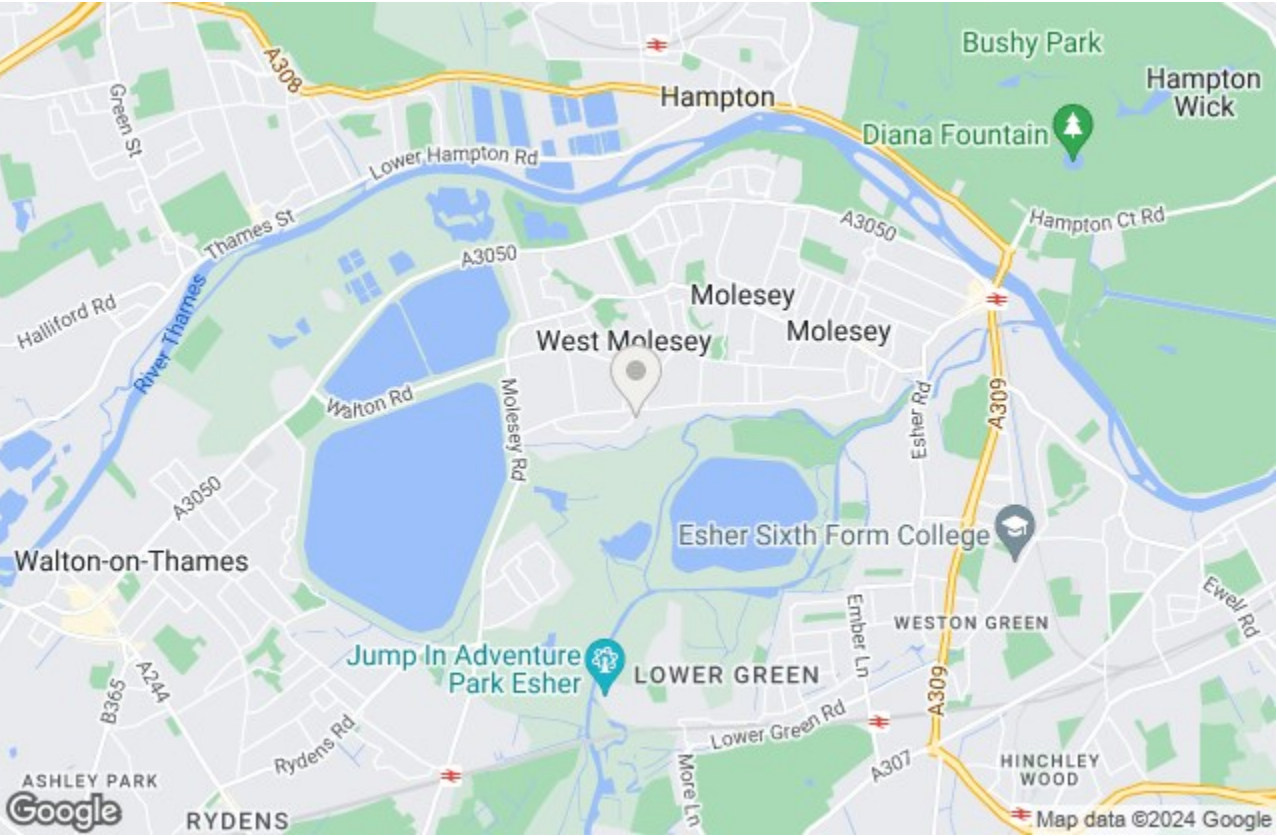 Bushy Park
Hampton
Wick
A308
Hampton
Diana Fountain
Green St
Lower Hampton Rd
Thames St
A3050
Hampton Ct Rd
A3050
River Thames
Halliford Rd
Molesey
Molesey
West Molesey
Walton Rd
Molesey Rd
Esher Rd
A309
A3050
Esher Sixth Form College
Walton-on-Thames
Ewell Rd
Ember Ln
WESTON GREEN
Jump In Adventure
Park Esher
LOWER GREEN
A244
B365
A309
Rydens Rd
Lower Green Rd
More Ln
A307
HINCHLEY
WOOD
ASHLEY PARK
RYDENS
Google
Map data ©2024 Google